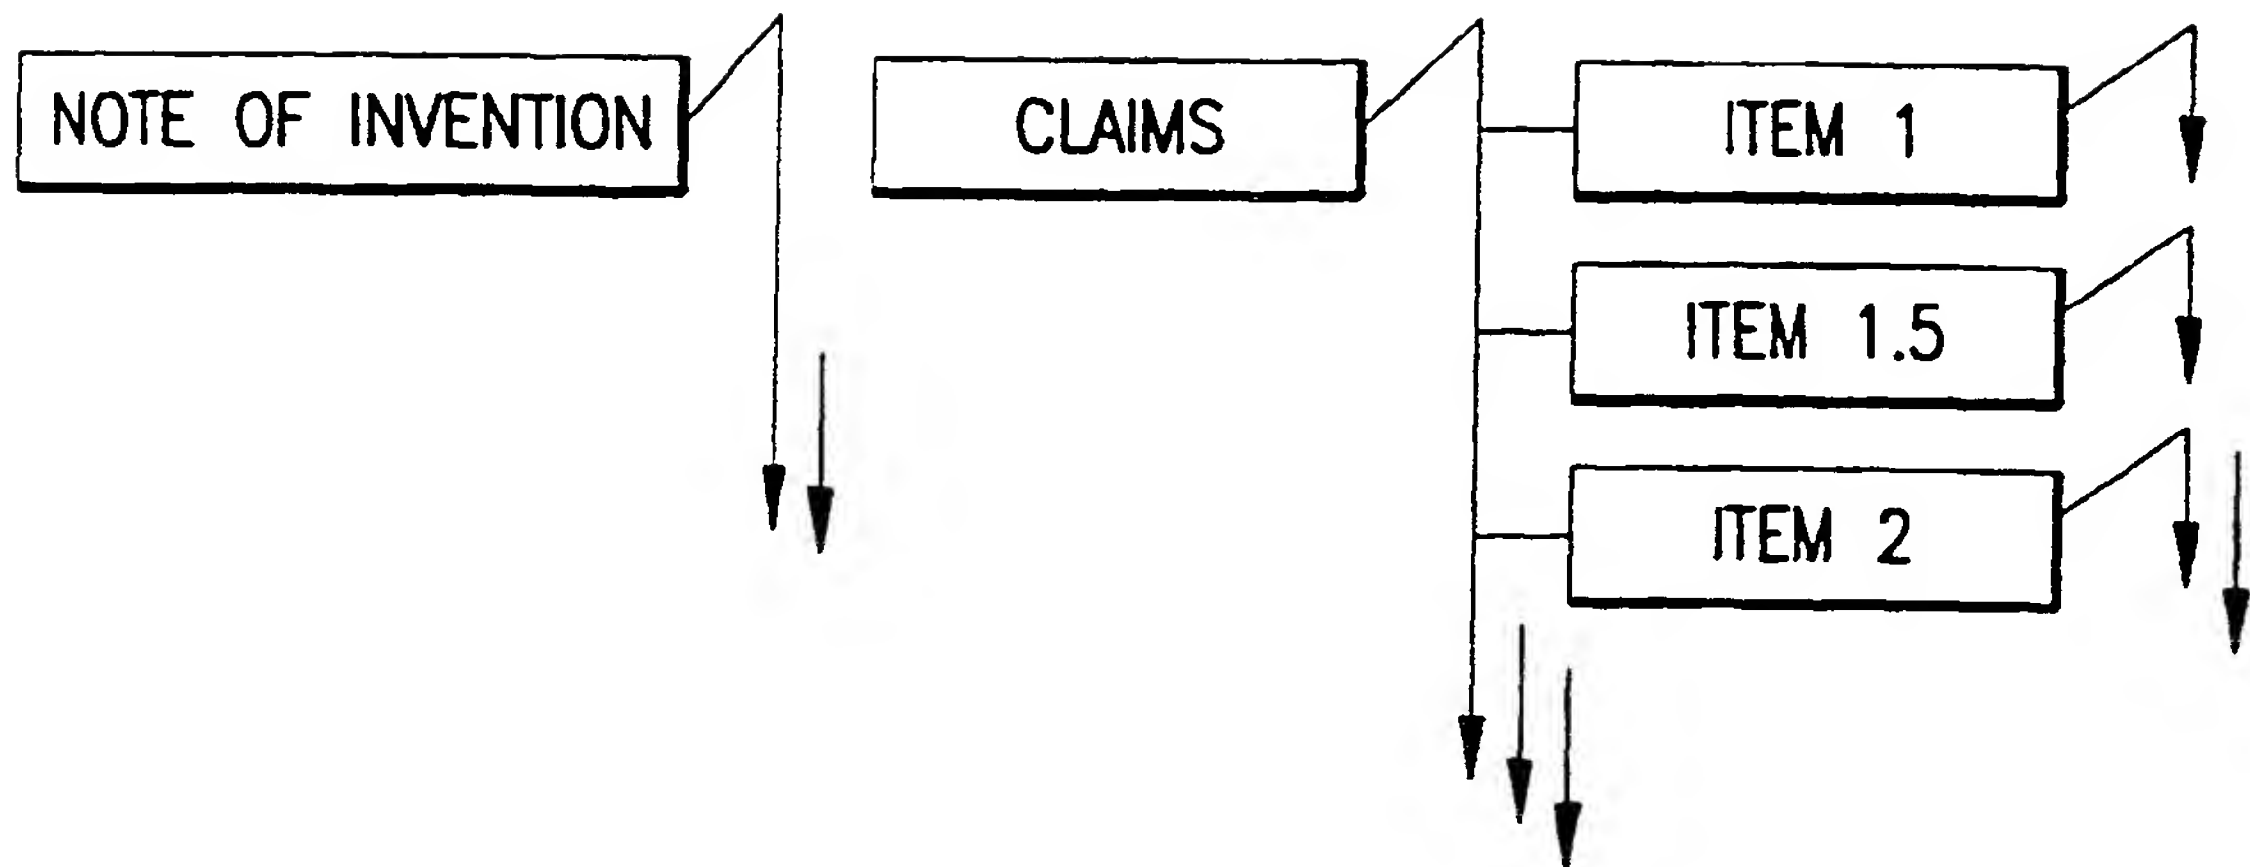 NOTE OF INVENTION
CLAIMS
ITEM 1
ITEM 1.5
ITEM 2